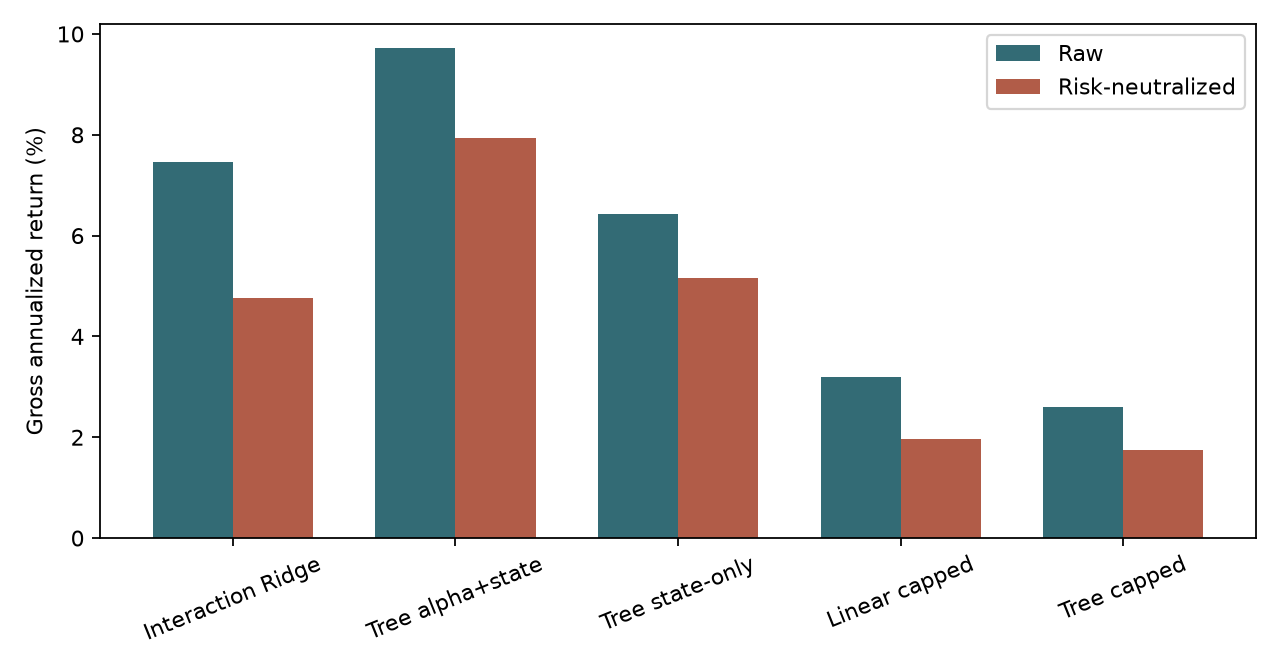 Gross annualized return (%)
10
8
6
4
2
0
Raw
Risk-neutralized
Interaction Ridge
Tree alpha+state
Tree state-only
Linear capped
Tree capped